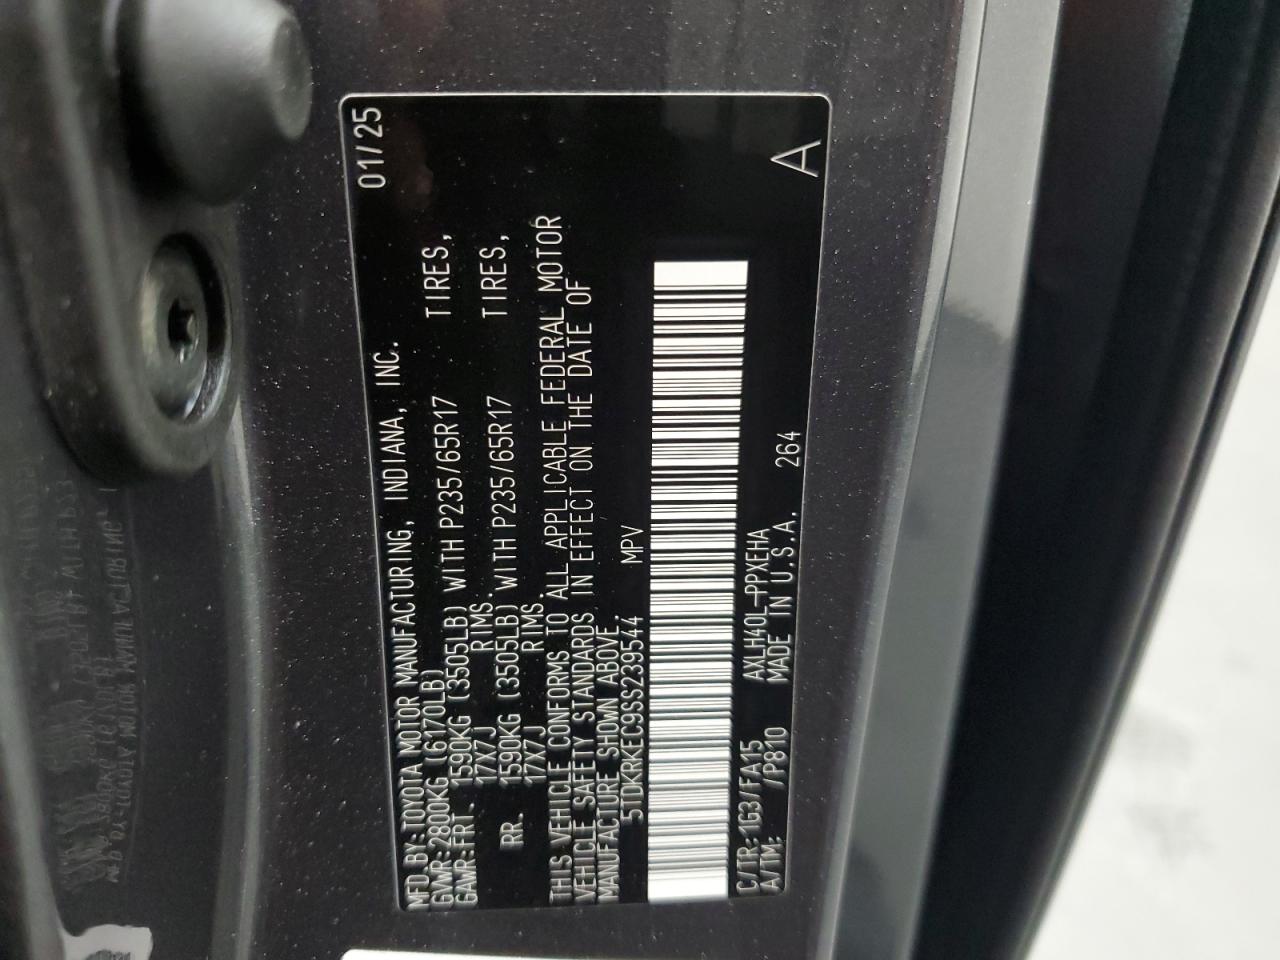 MFD BY: TOYOTA MOTOR MANUFACTURING, INDIANA, INC. 01/25
GVWR: 2800KG (6170LB)
GAWR: FRT. 1590KG (3505LB) WITH P235/65R17 TIRES,
17X7J RIMS.
RR. 1590KG (3505LB) WITH P235/65R17 TIRES,
17X7J RIMS.
THIS VEHICLE CONFORMS TO ALL APPLICABLE FEDERAL MOTOR
VEHICLE SAFETY STANDARDS IN EFFECT ON THE DATE OF
MANUFACTURE SHOWN ABOVE.
5TDKRKEC9SS239544 MPV
C/TR: 1G3/FA15 AXLH40L-PPXEHA
A/TM: /P810 MADE IN U.S.A. 264
A